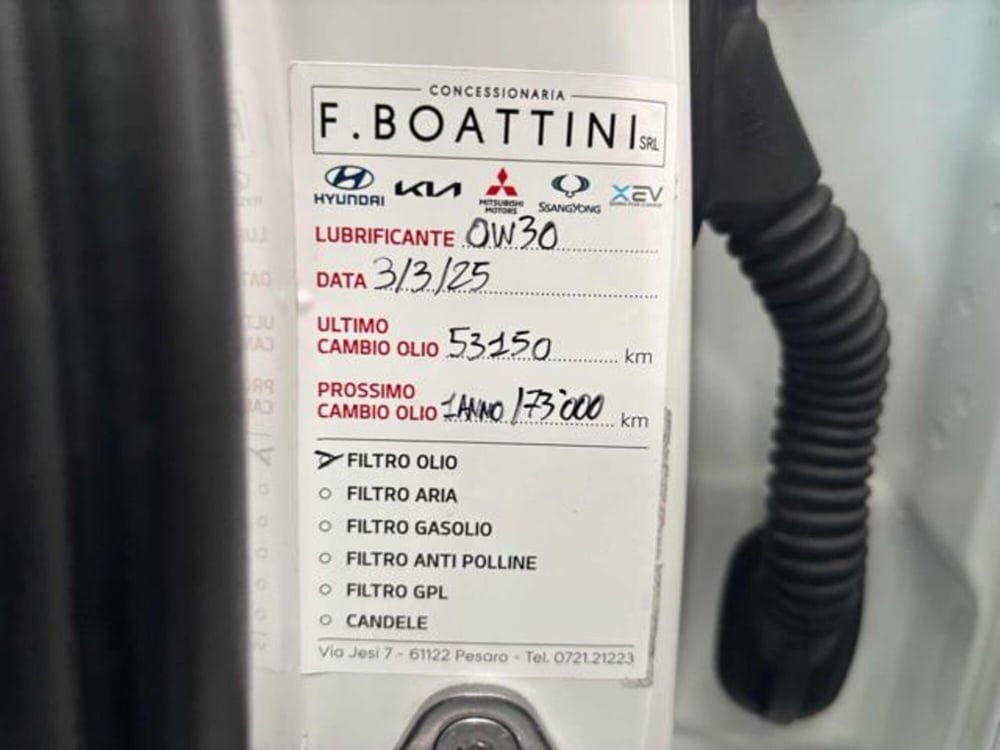 CONCESSIONARIA
F. BOATTINI SRL
HYUNDAI KIA MITSUBISHI MOTORS SSANGYONG XEV
LUBRIFICANTE 0W30
DATA 3/3/25
ULTIMO
CAMBIO OLIO 53150 km
PROSSIMO
CAMBIO OLIO 1 ANNO / 73'000 km
FILTRO OLIO
FILTRO ARIA
FILTRO GASOLIO
FILTRO ANTI POLLINE
FILTRO GPL
CANDELE
Via Jesi 7 - 61122 Pesaro - Tel. 0721.21223